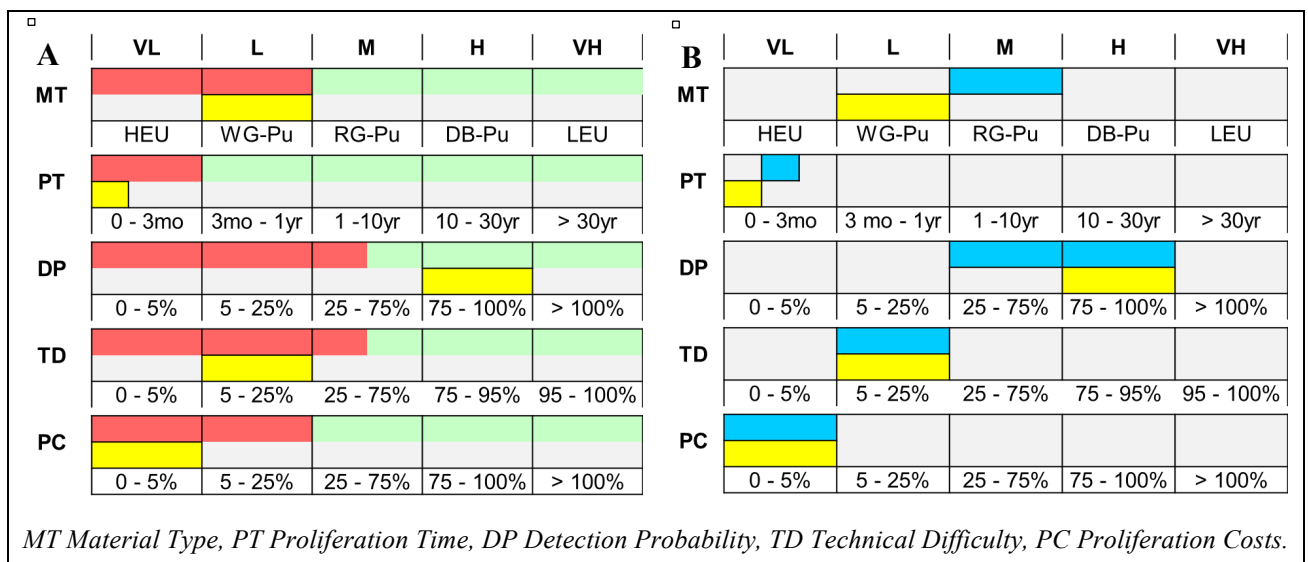 A VL L M H VH
MT
HEU WG-Pu RG-Pu DB-Pu LEU
PT
0 - 3mo 3mo - 1yr 1 -10yr 10 - 30yr > 30yr
DP
0 - 5% 5 - 25% 25 - 75% 75 - 100% > 100%
TD
0 - 5% 5 - 25% 25 - 75% 75 - 95% 95 - 100%
PC
0 - 5% 5 - 25% 25 - 75% 75 - 100% > 100%
B VL L M H VH
MT
HEU WG-Pu RG-Pu DB-Pu LEU
PT
0 - 3mo 3 mo - 1yr 1 -10yr 10 - 30yr > 30yr
DP
0 - 5% 5 - 25% 25 - 75% 75 - 100% > 100%
TD
0 - 5% 5 - 25% 25 - 75% 75 - 95% 95 - 100%
PC
0 - 5% 5 - 25% 25 - 75% 75 - 100% > 100%
MT Material Type, PT Proliferation Time, DP Detection Probability, TD Technical Difficulty, PC Proliferation Costs.